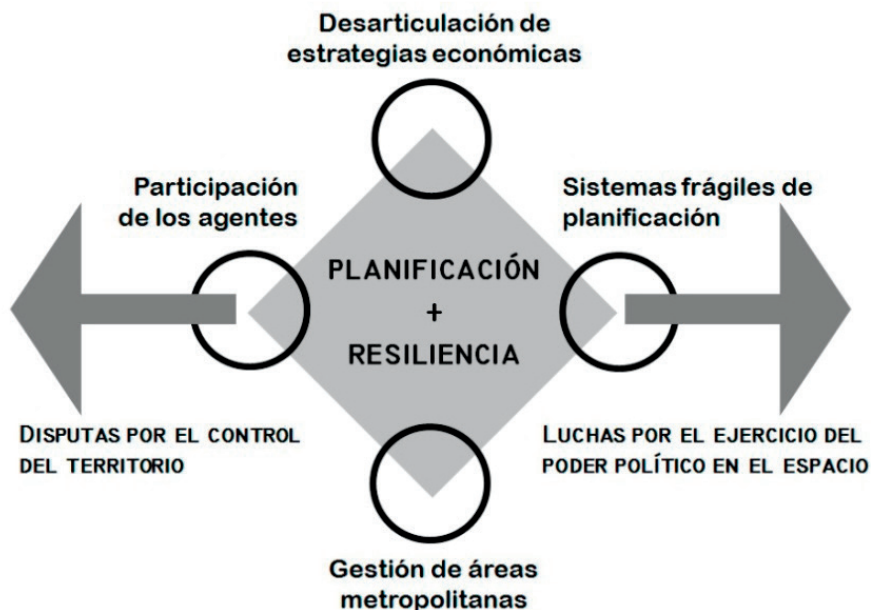 Desarticulación de
estrategias económicas
Participación
de los agentes
Sistemas frágiles de
planificación
PLANIFICACIÓN
+
RESILIENCIA
DISPUTAS POR EL CONTROL
DEL TERRITORIO
LUCHAS POR EL EJERCICIO DEL
PODER POLÍTICO EN EL ESPACIO
Gestión de áreas
metropolitanas